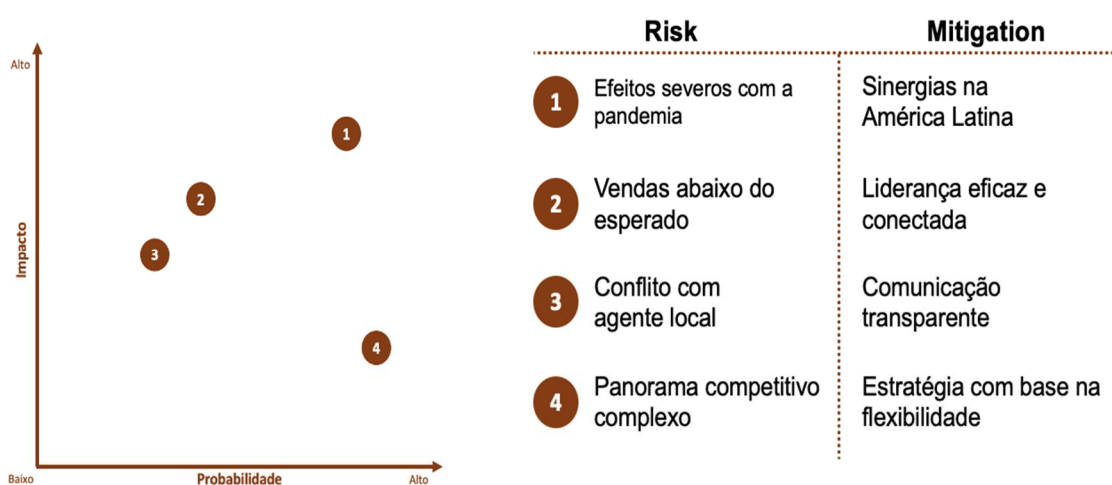 Alto
Impacto
1
2
3
4
Baixo
Probabilidade
Alto
Risk
Mitigation
1
Efeitos severos com a
pandemia
Sinergias na
América Latina
2
Vendas abaixo do
esperado
Liderança eficaz e
conectada
3
Conflito com
agente local
Comunicação
transparente
4
Panorama competitivo
complexo
Estratégia com base na
flexibilidade